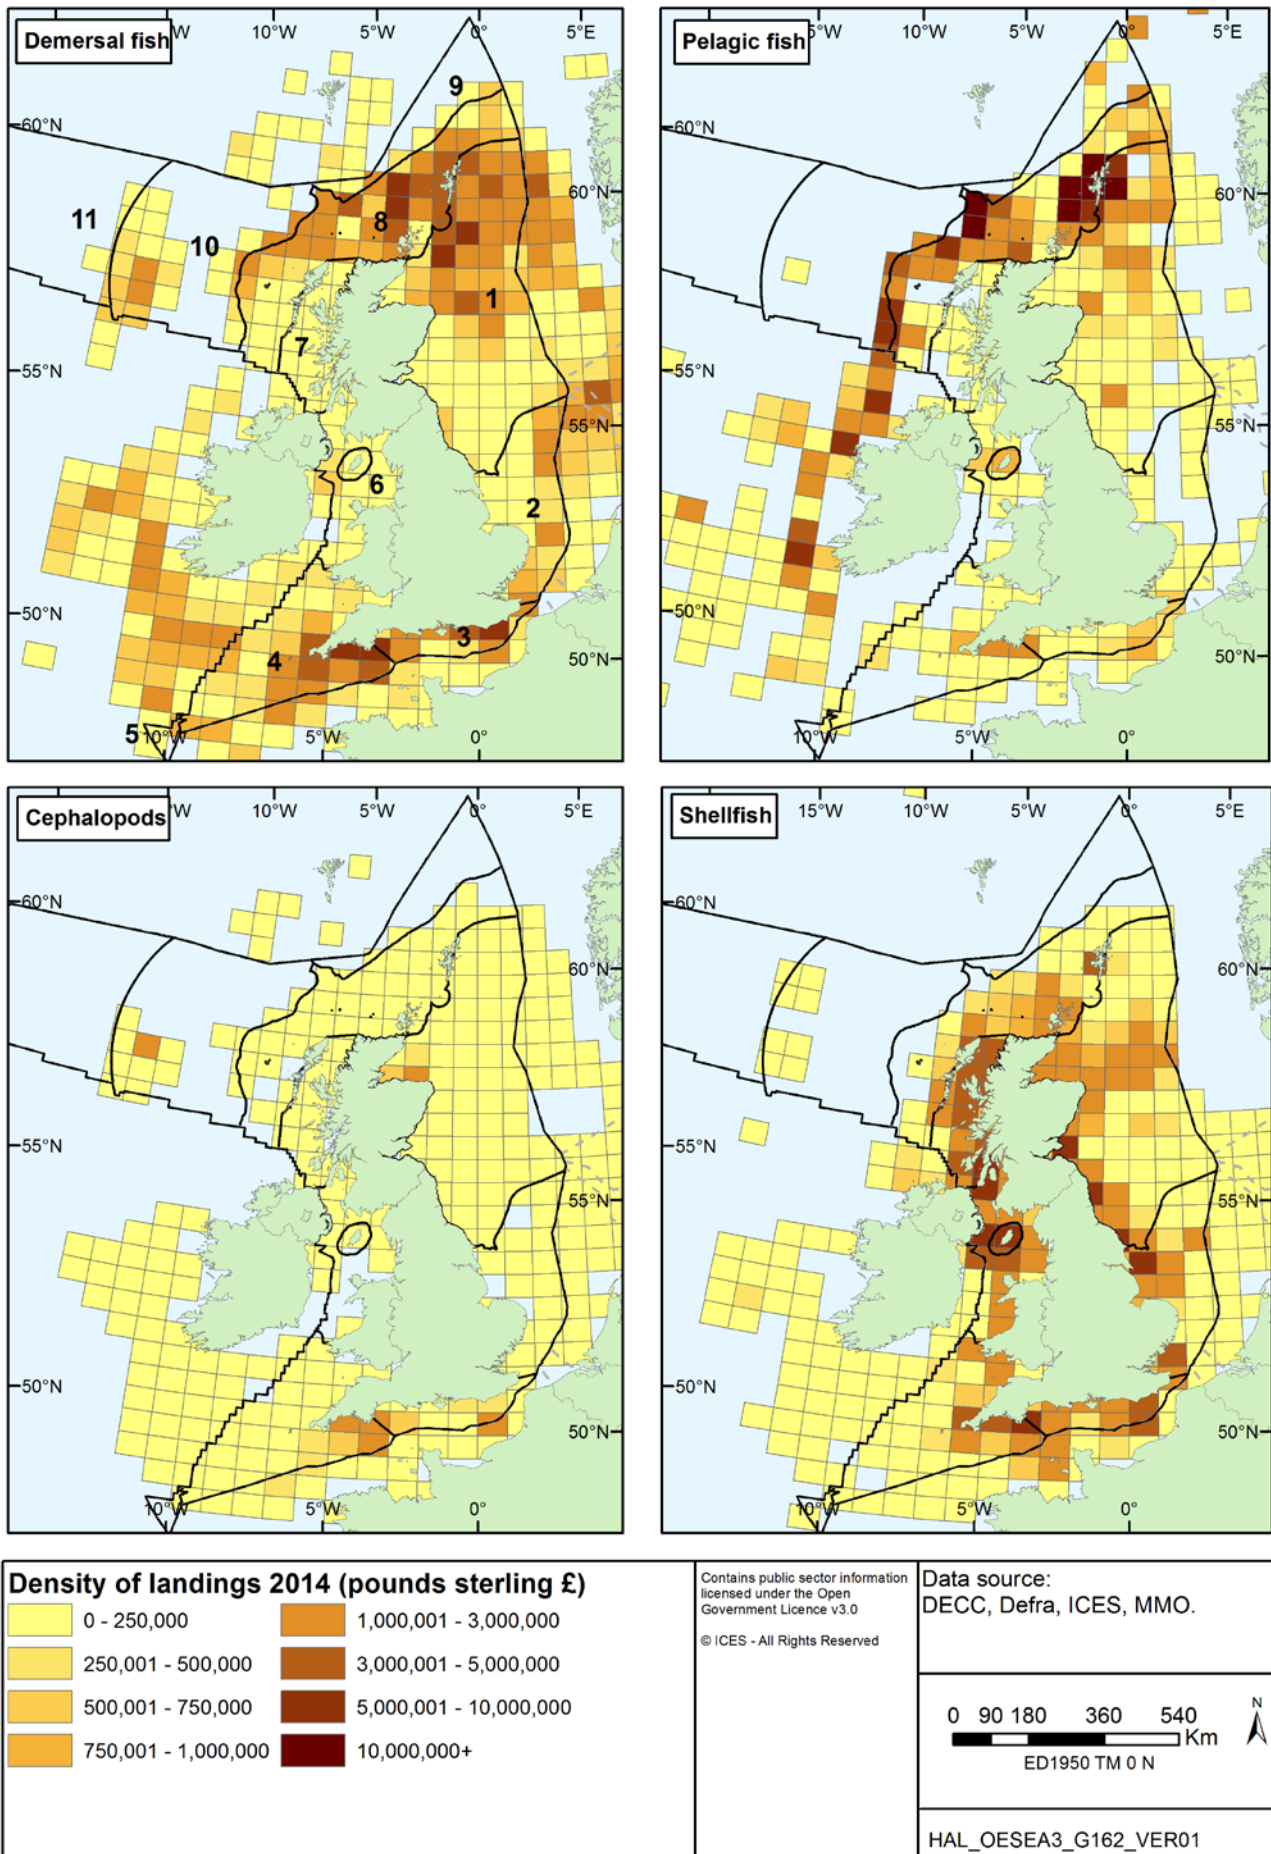 Demersal fish
W
10°W
5°W
0°
5°E
9
60°N
60°N
11
10
8
1
7
55°N
55°N
6
2
50°N
3
4
50°N
5
10°W
5°W
0°
Pelagic fish
5°W
10°W
5°W
0°
5°E
60°N
60°N
55°N
55°N
50°N
50°N
10°W
5°W
0°
Cephalopods
W
10°W
5°W
0°
5°E
60°N
60°N
55°N
55°N
50°N
50°N
10°W
5°W
0°
Shellfish
15°W
10°W
5°W
0°
5°E
60°N
60°N
55°N
55°N
50°N
50°N
10°W
5°W
0°
Density of landings 2014 (pounds sterling £)
0 - 250,000
250,001 - 500,000
500,001 - 750,000
750,001 - 1,000,000
1,000,001 - 3,000,000
3,000,001 - 5,000,000
5,000,001 - 10,000,000
10,000,000+
Contains public sector information
licensed under the Open
Government Licence v3.0
© ICES - All Rights Reserved
Data source:
DECC, Defra, ICES, MMO.
0 90 180 360 540
Km
N
ED1950 TM 0 N
HAL_OESEA3_G162_VER01